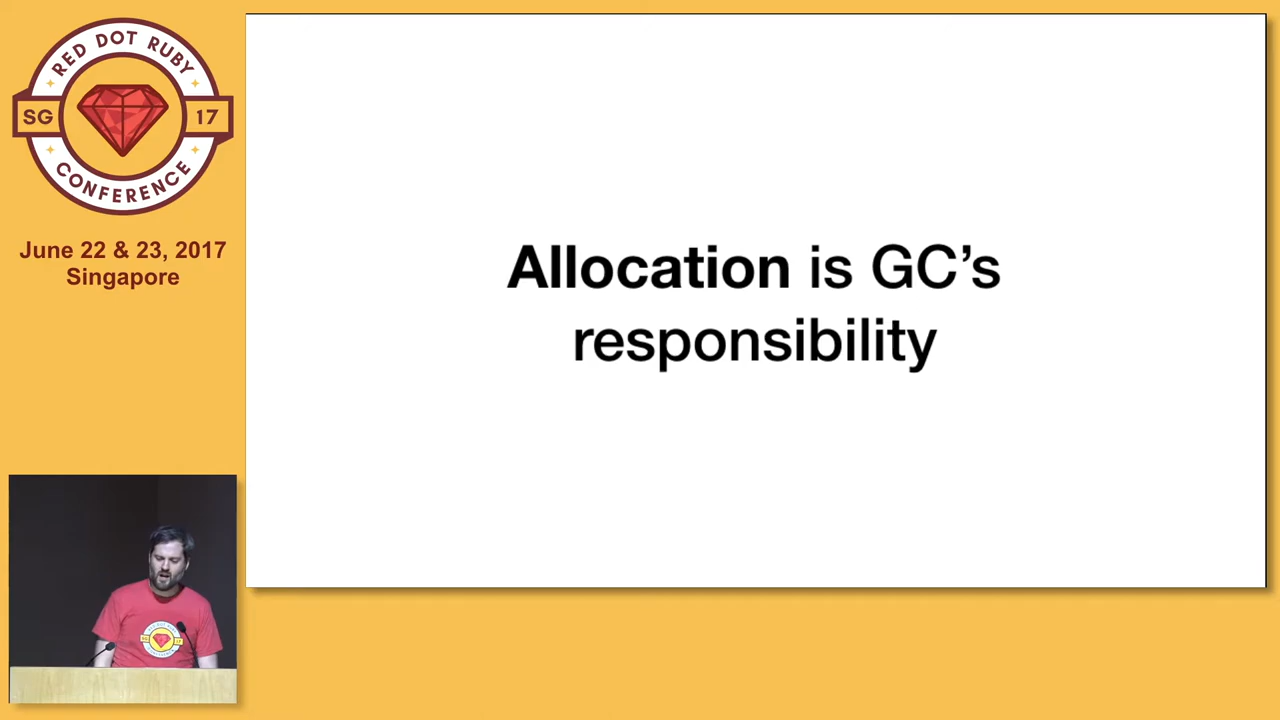 RED DOT RUBY
SG
17
CONFERENCE
June 22 & 23, 2017
Singapore
Allocation is GC’s
responsibility